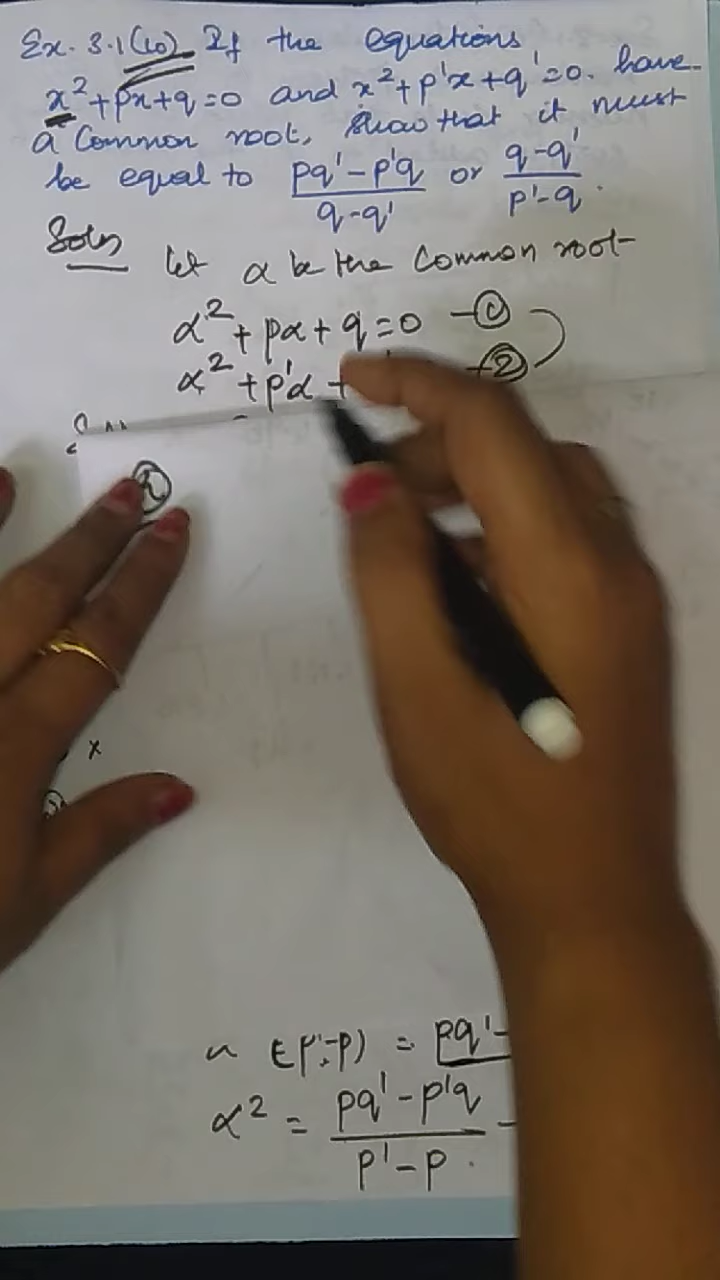 Ex. 3.1(10) If the equations
x²+px+q=0 and x²+p'x+q'=0. have
a Common root, show that it must
be equal to (pq'-p'q)/(q-q') or (q-q')/(p'-q).
Soln Let α be the Common root
α²+pα+q=0 —①
α²+p'α+ —②
x
(p'-p) = pq'-
α² = (pq'-p'q)/(p'-p)